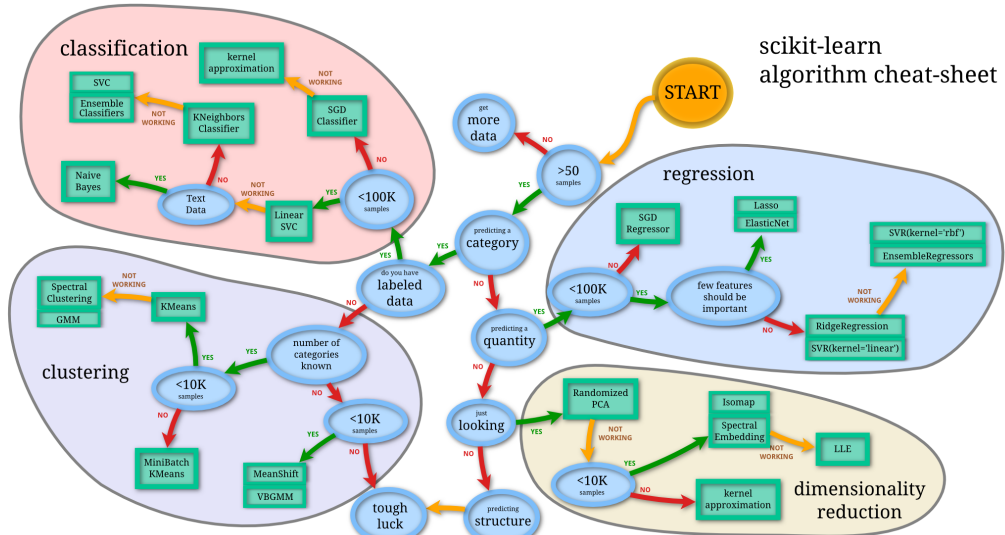 scikit-learn
algorithm cheat-sheet
START
>50
samples
NO
get
more
data
YES
predicting a
category
YES
NO
do you have
labeled
data
YES
NO
classification
<100K
samples
NO
YES
SGD
Classifier
NOT
WORKING
kernel
approximation
Linear
SVC
NOT
WORKING
Text
Data
YES
NO
Naive
Bayes
KNeighbors
Classifier
NOT
WORKING
SVC
Ensemble
Classifiers
clustering
number of
categories
known
YES
NO
<10K
samples
YES
NO
KMeans
NOT
WORKING
Spectral
Clustering
GMM
MiniBatch
KMeans
<10K
samples
YES
NO
MeanShift
VBGMM
tough
luck
predicting a
quantity
YES
NO
regression
<100K
samples
NO
YES
SGD
Regressor
few features
should be
important
YES
NO
Lasso
ElasticNet
RidgeRegression
SVR(kernel='linear')
NOT
WORKING
SVR(kernel='rbf')
EnsembleRegressors
just
looking
YES
NO
predicting
structure
dimensionality
reduction
Randomized
PCA
NOT
WORKING
<10K
samples
YES
NO
Isomap
Spectral
Embedding
NOT
WORKING
LLE
kernel
approximation